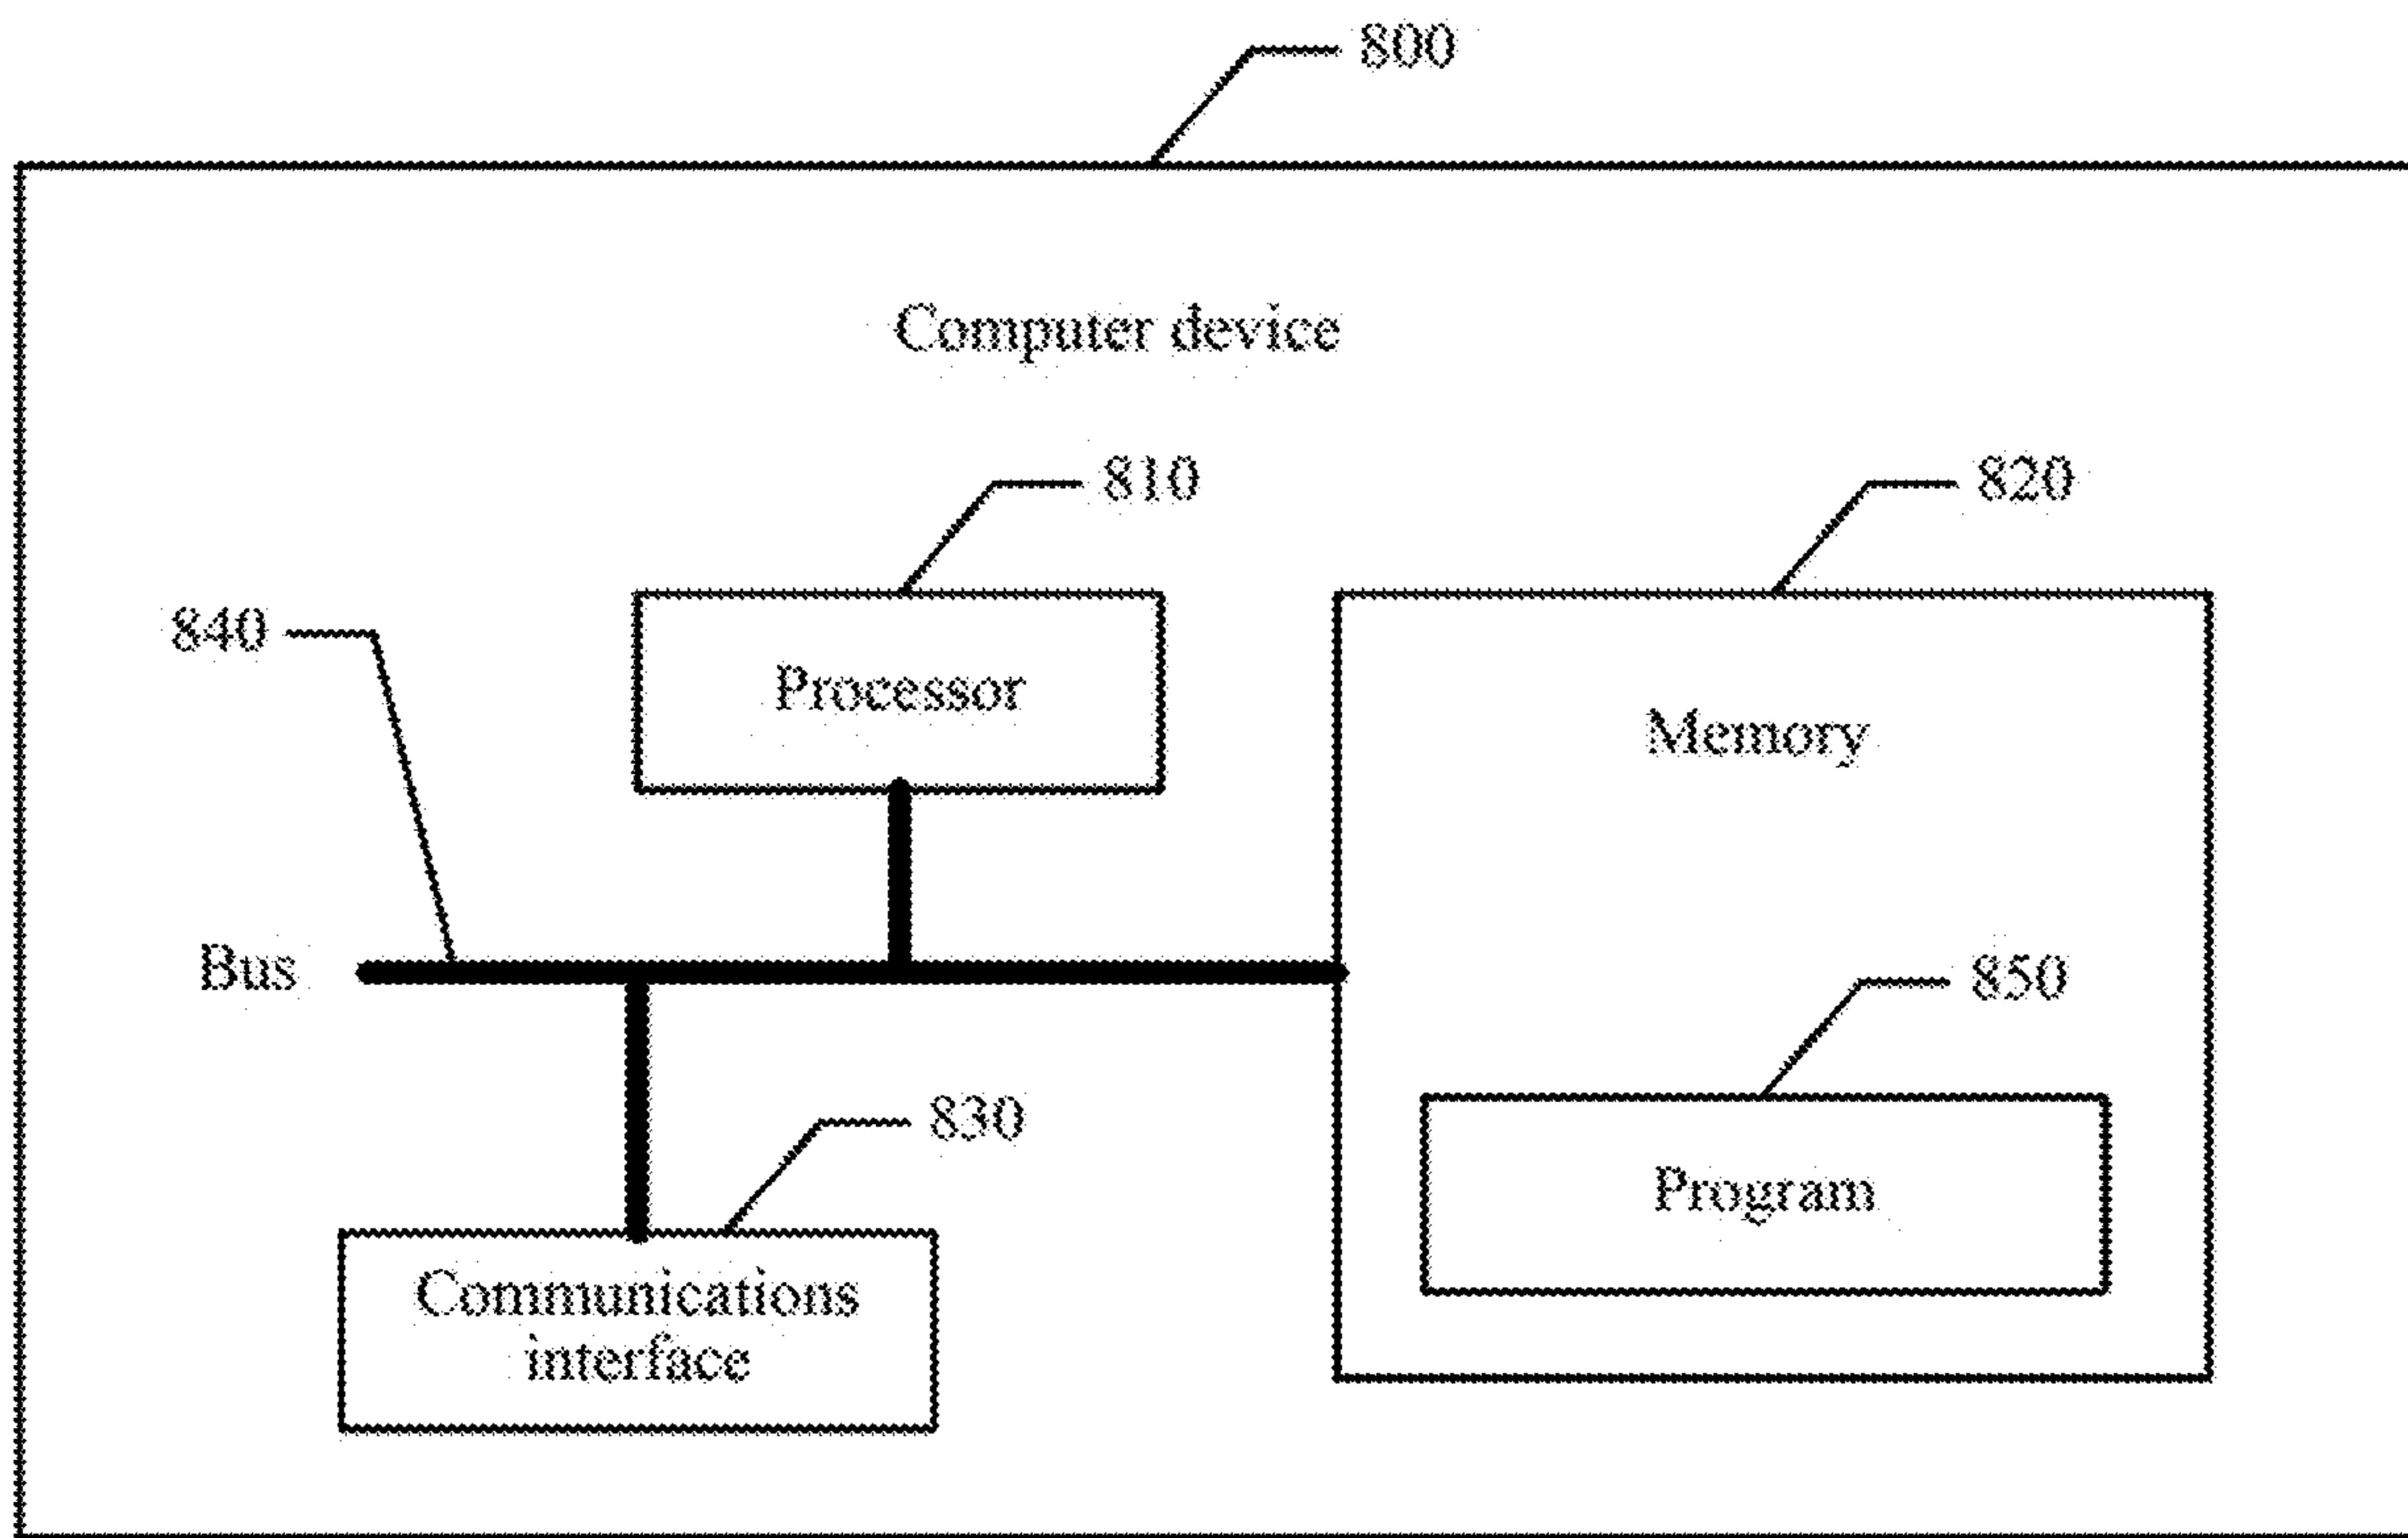 800
Computer device
810
820
840
Processor
Memory
Bus
850
830
Program
Communications
interface